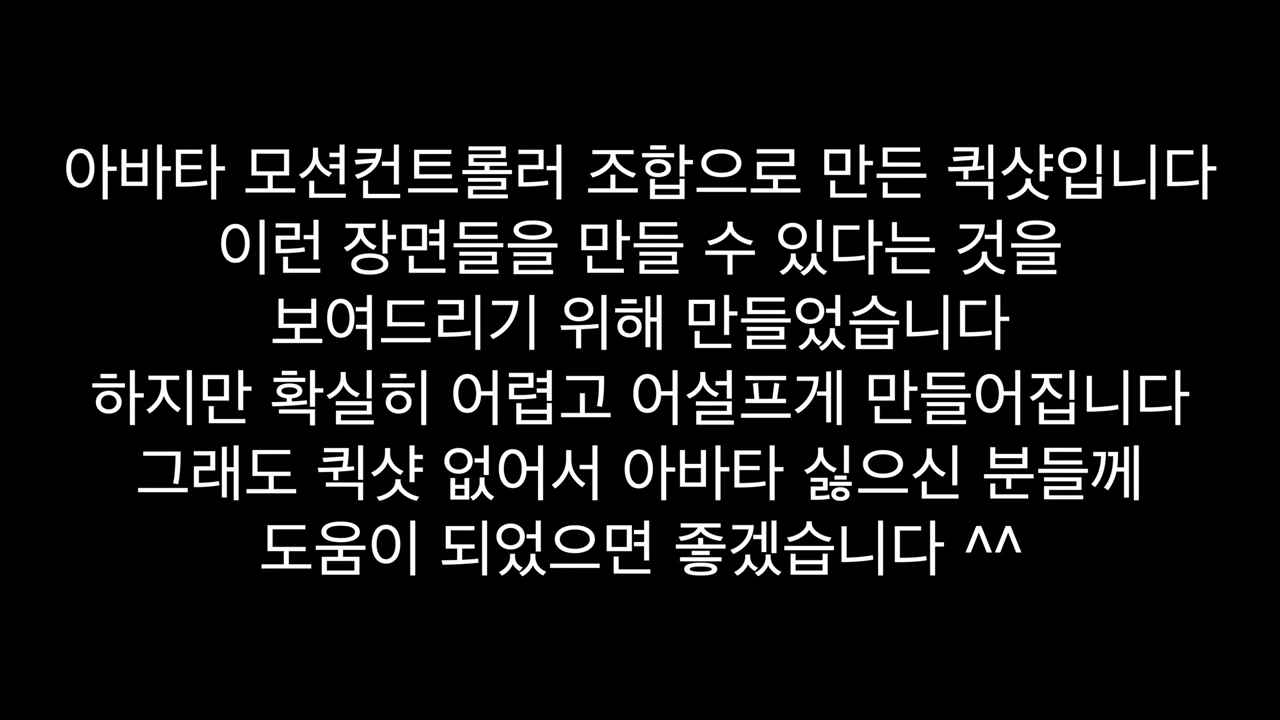 아바타 모션컨트롤러 조합으로 만든 퀵샷입니다
이런 장면들을 만들 수 있다는 것을
보여드리기 위해 만들었습니다
하지만 확실히 어렵고 어설프게 만들어집니다
그래도 퀵샷 없어서 아바타 싫으신 분들께
도움이 되었으면 좋겠습니다 ^^